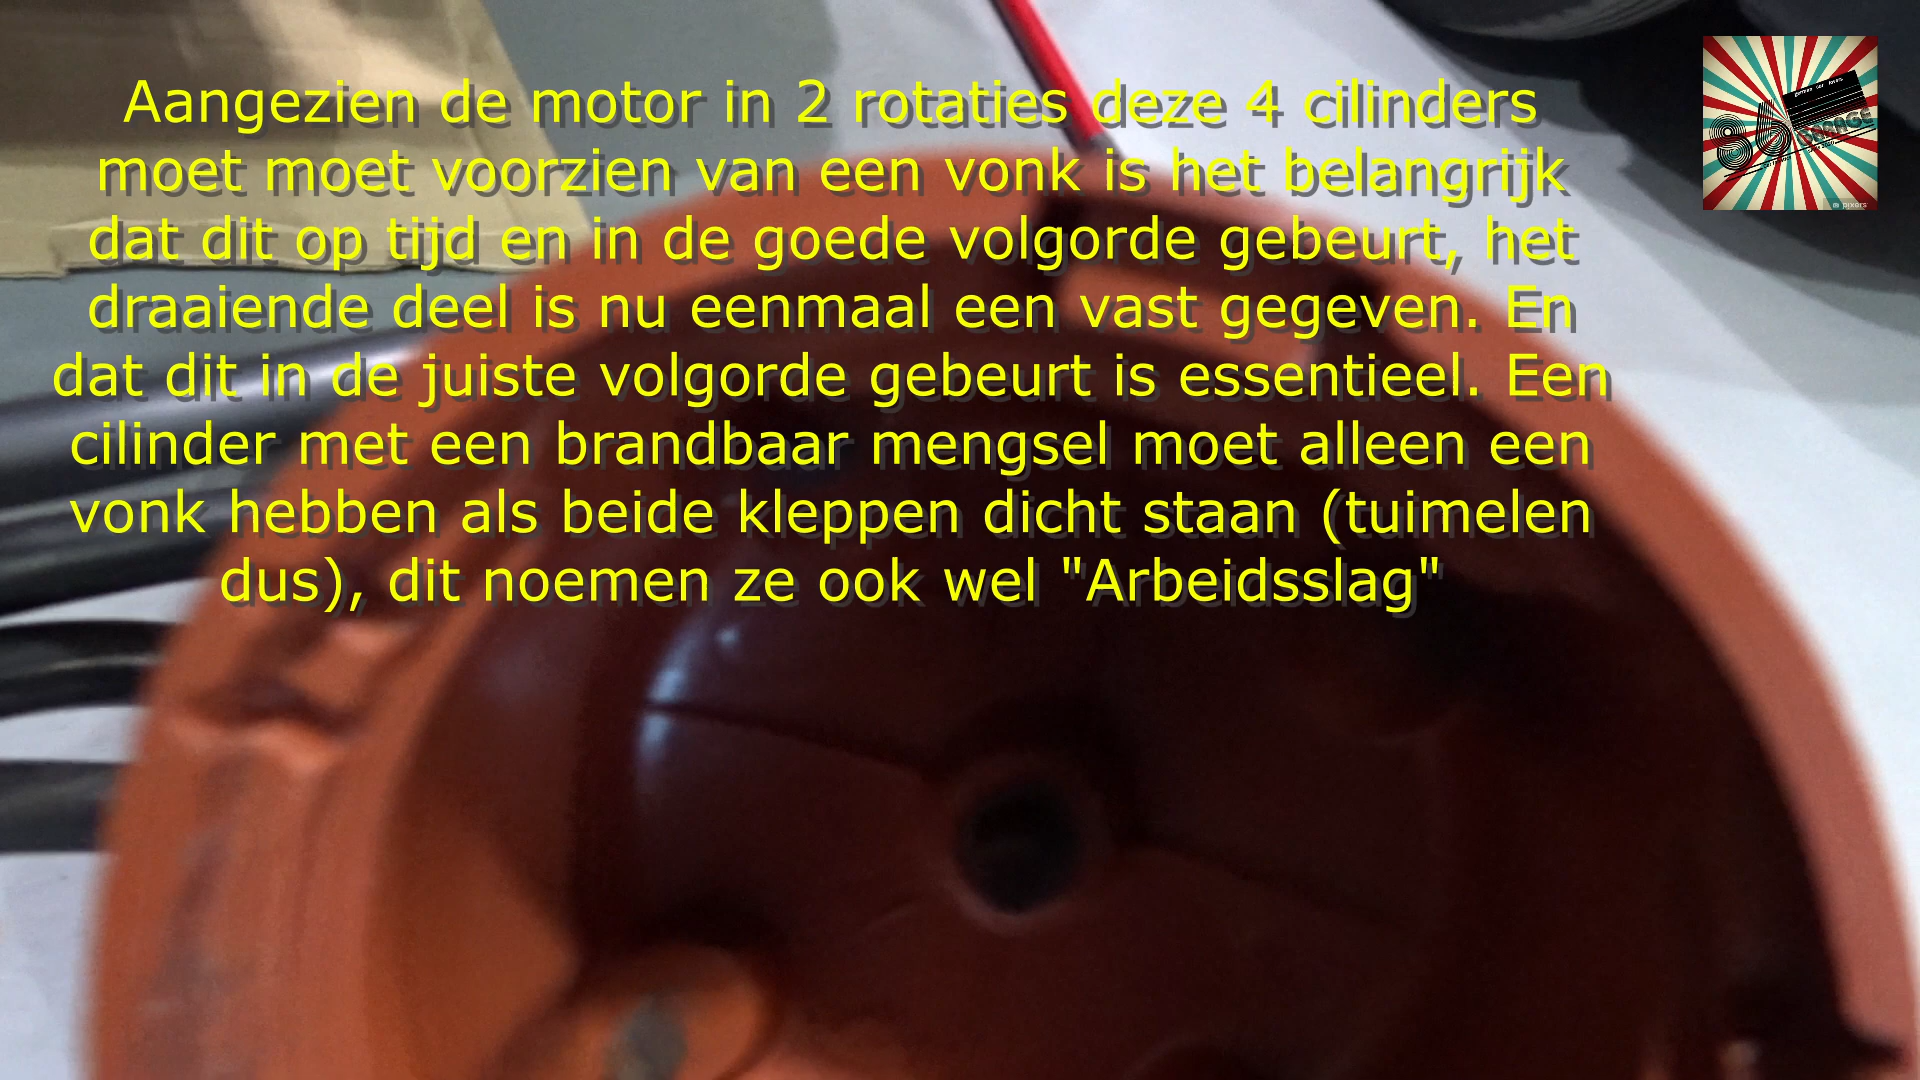 Aangezien de motor in 2 rotaties deze 4 cilinders
moet moet voorzien van een vonk is het belangrijk
dat dit op tijd en in de goede volgorde gebeurt, het
draaiende deel is nu eenmaal een vast gegeven. En
dat dit in de juiste volgorde gebeurt is essentieel. Een
cilinder met een brandbaar mengsel moet alleen een
vonk hebben als beide kleppen dicht staan (tuimelen
dus), dit noemen ze ook wel "Arbeidsslag"
86
GARAGE
pixers